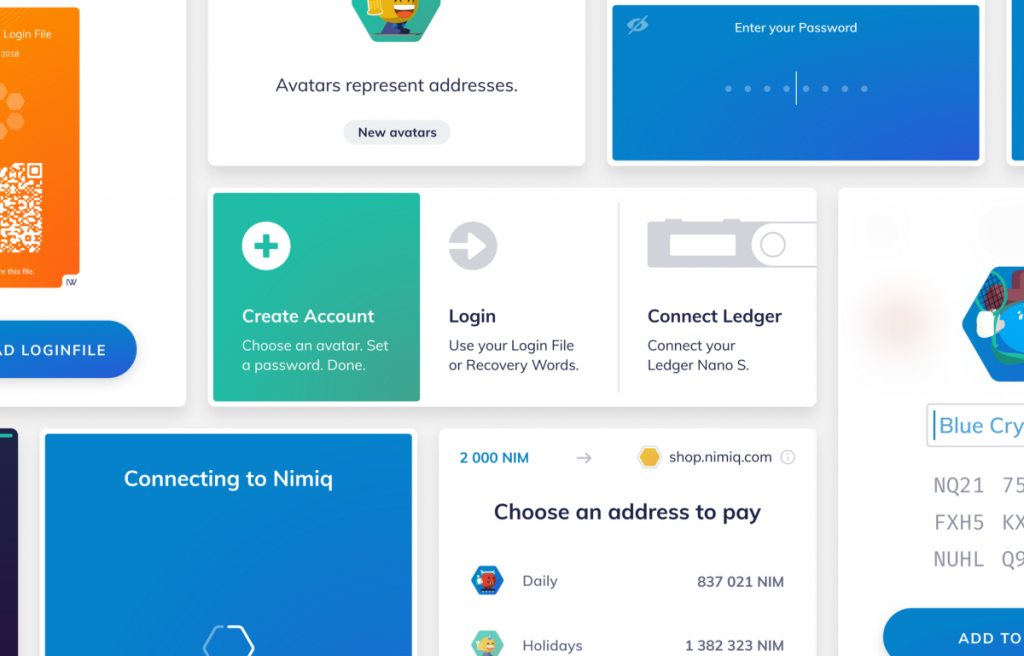 Login File
2018
re this file.
AD LOGINFILE
Avatars represent addresses.
New avatars
Enter your Password
Create Account
Choose an avatar. Set
a password. Done.
Login
Use your Login File
or Recovery Words.
Connect Ledger
Connect your
Ledger Nano S.
Blue Cry
NQ21 75
FXH5 KX
NUHL Q9
ADD TO
Connecting to Nimiq
2 000 NIM
shop.nimiq.com
Choose an address to pay
Daily 837 021 NIM
Holidays 1 382 323 NIM